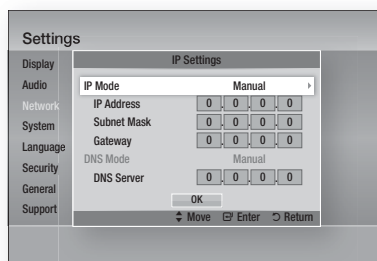 Settings
Display
Audio
Network
System
Language
Security
General
Support
IP Settings
IP Mode Manual
IP Address 0 . 0 . 0 . 0
Subnet Mask 0 . 0 . 0 . 0
Gateway 0 . 0 . 0 . 0
DNS Mode Manual
DNS Server 0 . 0 . 0 . 0
OK
Move Enter Return